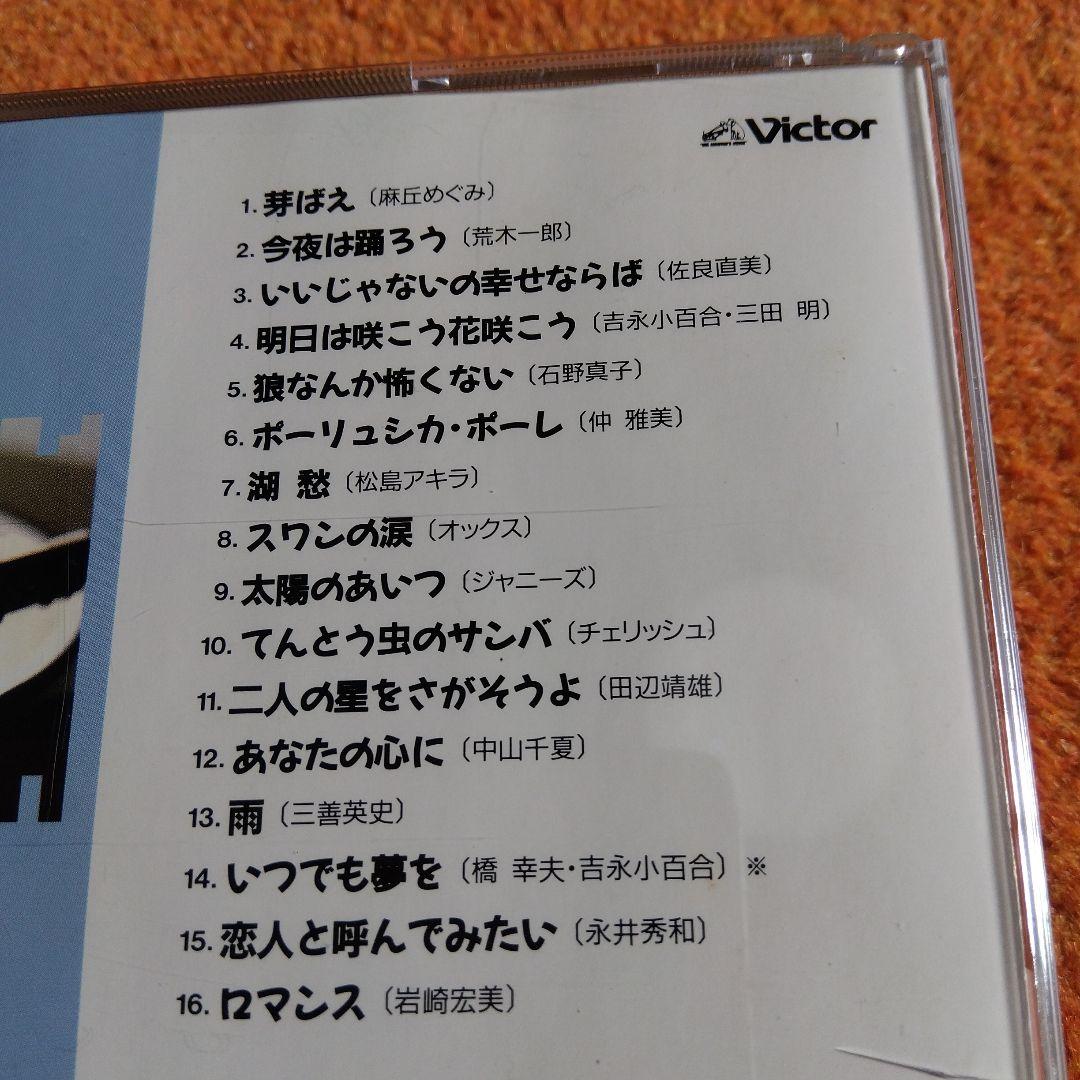 Victor
1. 芽ばえ〔麻丘めぐみ〕
2. 今夜は踊ろう〔荒木一郎〕
3. いいじゃないの幸せならば〔佐良直美〕
4. 明日は咲こう花咲こう〔吉永小百合・三田 明〕
5. 狼なんか怖くない〔石野真子〕
6. ポーリュシカ・ポーレ〔仲 雅美〕
7. 湖 愁〔松島アキラ〕
8. スワンの涙〔オックス〕
9. 太陽のあいつ〔ジャニーズ〕
10. てんとう虫のサンバ〔チェリッシュ〕
11. 二人の星をさがそうよ〔田辺靖雄〕
12. あなたの心に〔中山千夏〕
13. 雨〔三善英史〕
14. いつでも夢を〔橋 幸夫・吉永小百合〕※
15. 恋人と呼んでみたい〔永井秀和〕
16. ロマンス〔岩崎宏美〕